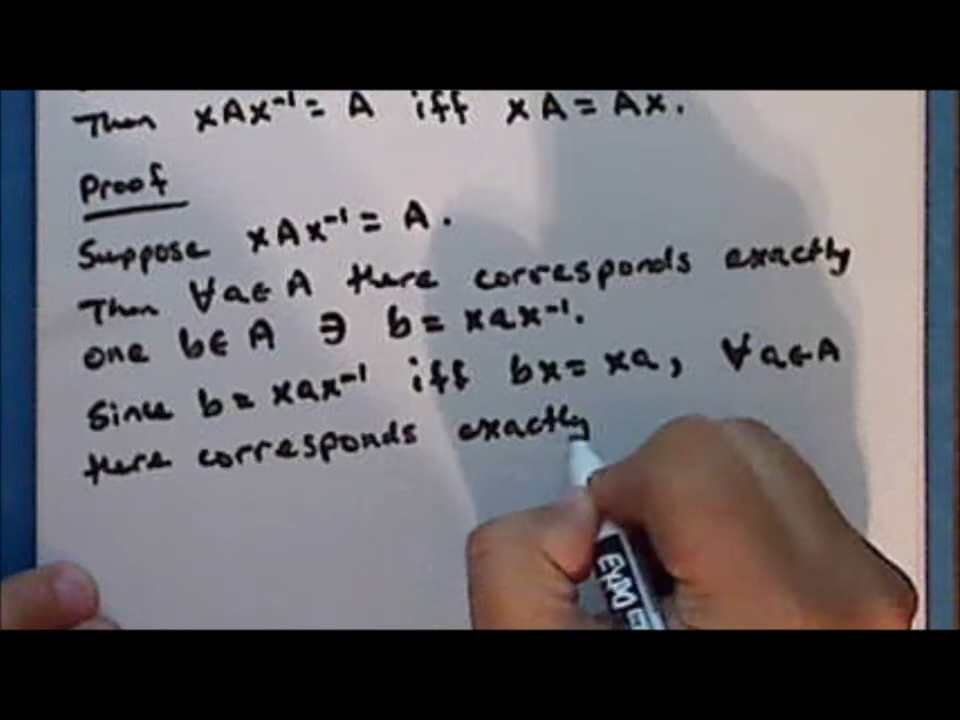 Then xAx⁻¹ = A iff xA = Ax.
Proof
Suppose xAx⁻¹ = A.
Then ∀a∈A there corresponds exactly
one b∈A ∋ b = xax⁻¹.
Since b = xax⁻¹ iff bx = xa, ∀a∈A
there corresponds exactly
EXPO